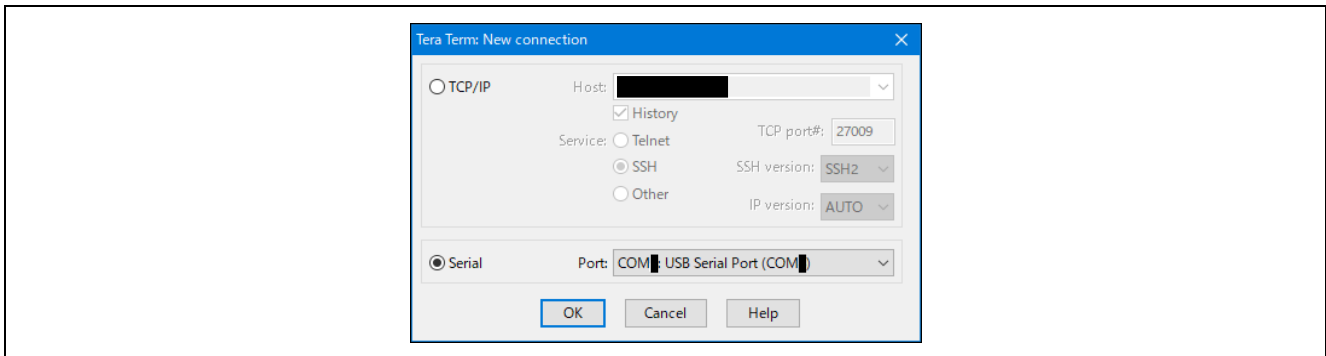 Tera Term: New connection
TCP/IP Host:
History
Service: Telnet TCP port#: 27009
SSH SSH version: SSH2
Other IP version: AUTO
Serial Port: COM : USB Serial Port (COM )
OK Cancel Help